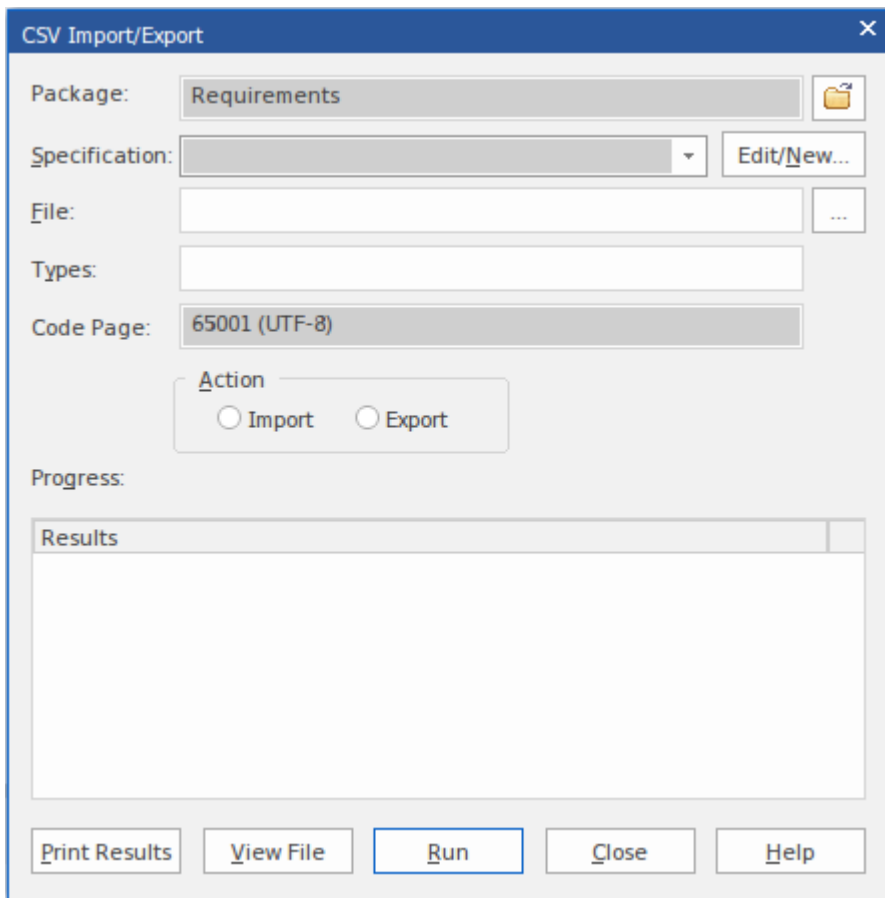 CSV Import/Export
Package: Requirements
Specification: Edit/New...
File: ...
Types:
Code Page: 65001 (UTF-8)
Action
Import Export
Progress:
Results
Print Results View File Run Close Help